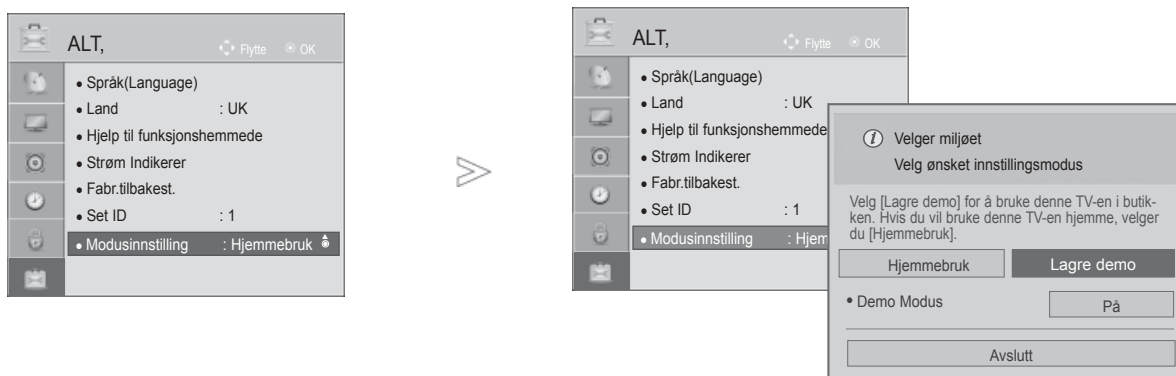 ALT,
Flytte OK
• Språk(Language)
• Land : UK
• Hjelp til funksjonshemmede
• Strøm Indikerer
• Fabr.tilbakest.
• Set ID : 1
• Modusinnstilling : Hjemmebruk
ALT,
Flytte OK
• Språk(Language)
• Land : UK
• Hjelp til funksjonshemmede
• Strøm Indikerer
• Fabr.tilbakest.
• Set ID : 1
• Modusinnstilling : Hjem
i Velger miljøet
Velg ønsket innstillingsmodus
Velg [Lagre demo] for å bruke denne TV-en i butik-
ken. Hvis du vil bruke denne TV-en hjemme, velger
du [Hjemmebruk].
Hjemmebruk Lagre demo
• Demo Modus På
Avslutt